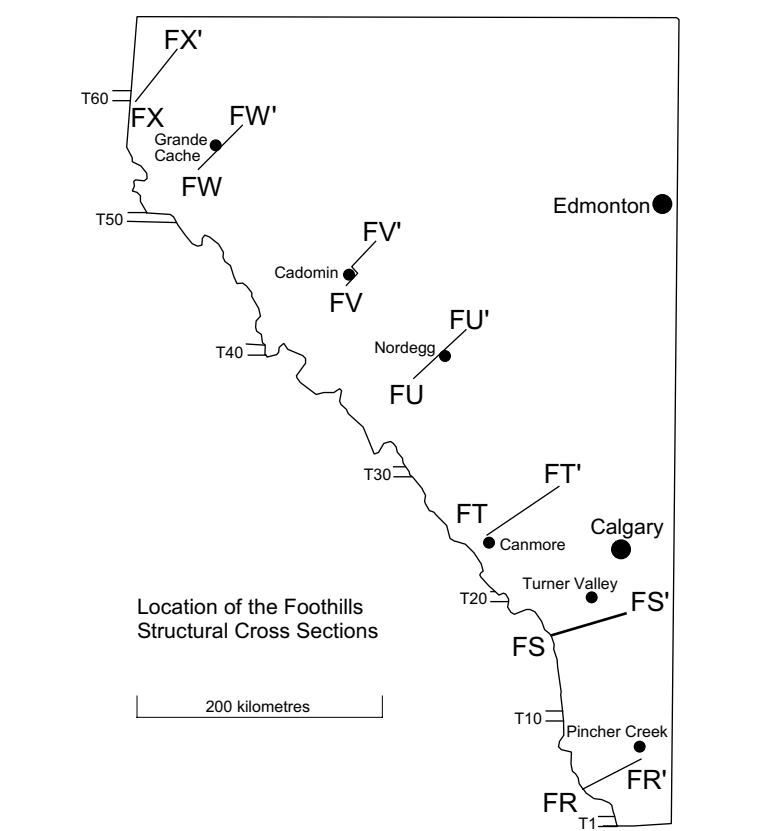 FX'
T60
FX
FW'
Grande
Cache
FW
Edmonton
T50
FV'
Cadomin
FV
FU'
Nordegg
T40
FU
T30
FT'
FT
Calgary
Canmore
Turner Valley
T20
FS'
Location of the Foothills
Structural Cross Sections
FS
200 kilometres
T10
Pincher Creek
FR'
FR
T1